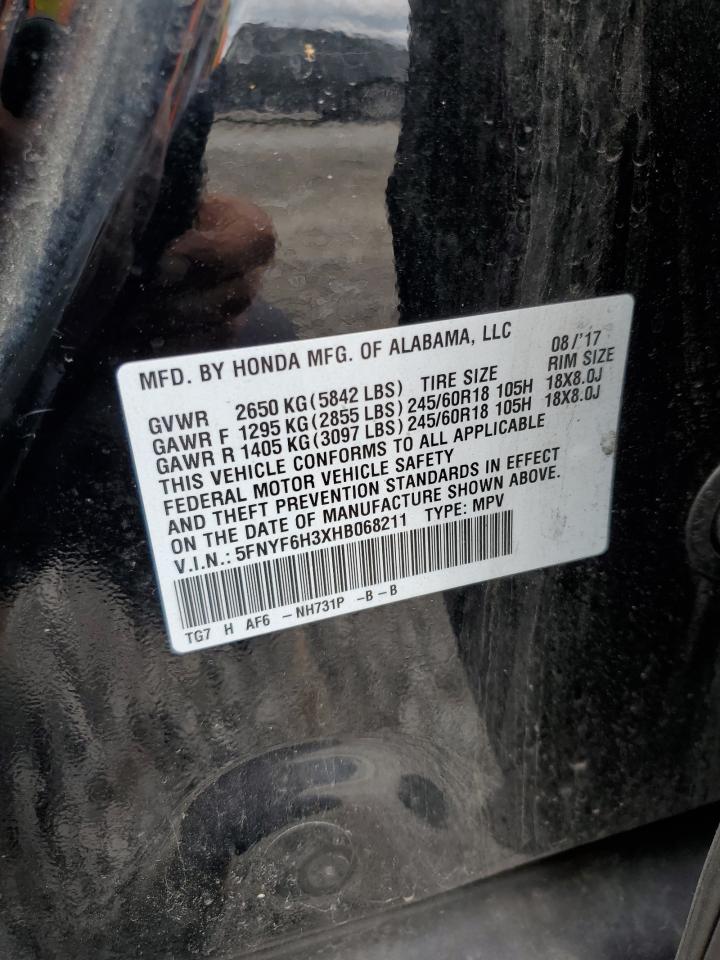 MFD. BY HONDA MFG. OF ALABAMA, LLC 08/'17
GVWR 2650 KG(5842 LBS) TIRE SIZE RIM SIZE
GAWR F 1295 KG(2855 LBS) 245/60R18 105H 18X8.0J
GAWR R 1405 KG(3097 LBS) 245/60R18 105H 18X8.0J
THIS VEHICLE CONFORMS TO ALL APPLICABLE
FEDERAL MOTOR VEHICLE SAFETY
AND THEFT PREVENTION STANDARDS IN EFFECT
ON THE DATE OF MANUFACTURE SHOWN ABOVE.
V.I.N.: 5FNYF6H3XHB068211 TYPE: MPV
TG7 H AF6 -NH731P -B-B